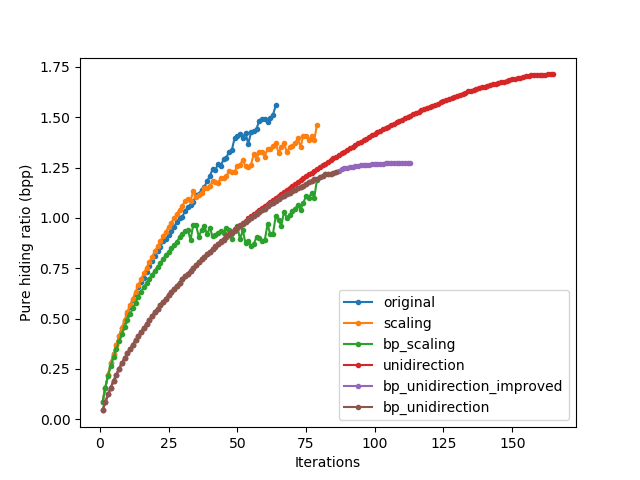 1.75
1.50
1.25
1.00
0.75
0.50
0.25
0.00
Pure hiding ratio (bpp)
original
scaling
bp_scaling
unidirection
bp_unidirection_improved
bp_unidirection
0 25 50 75 100 125 150
Iterations